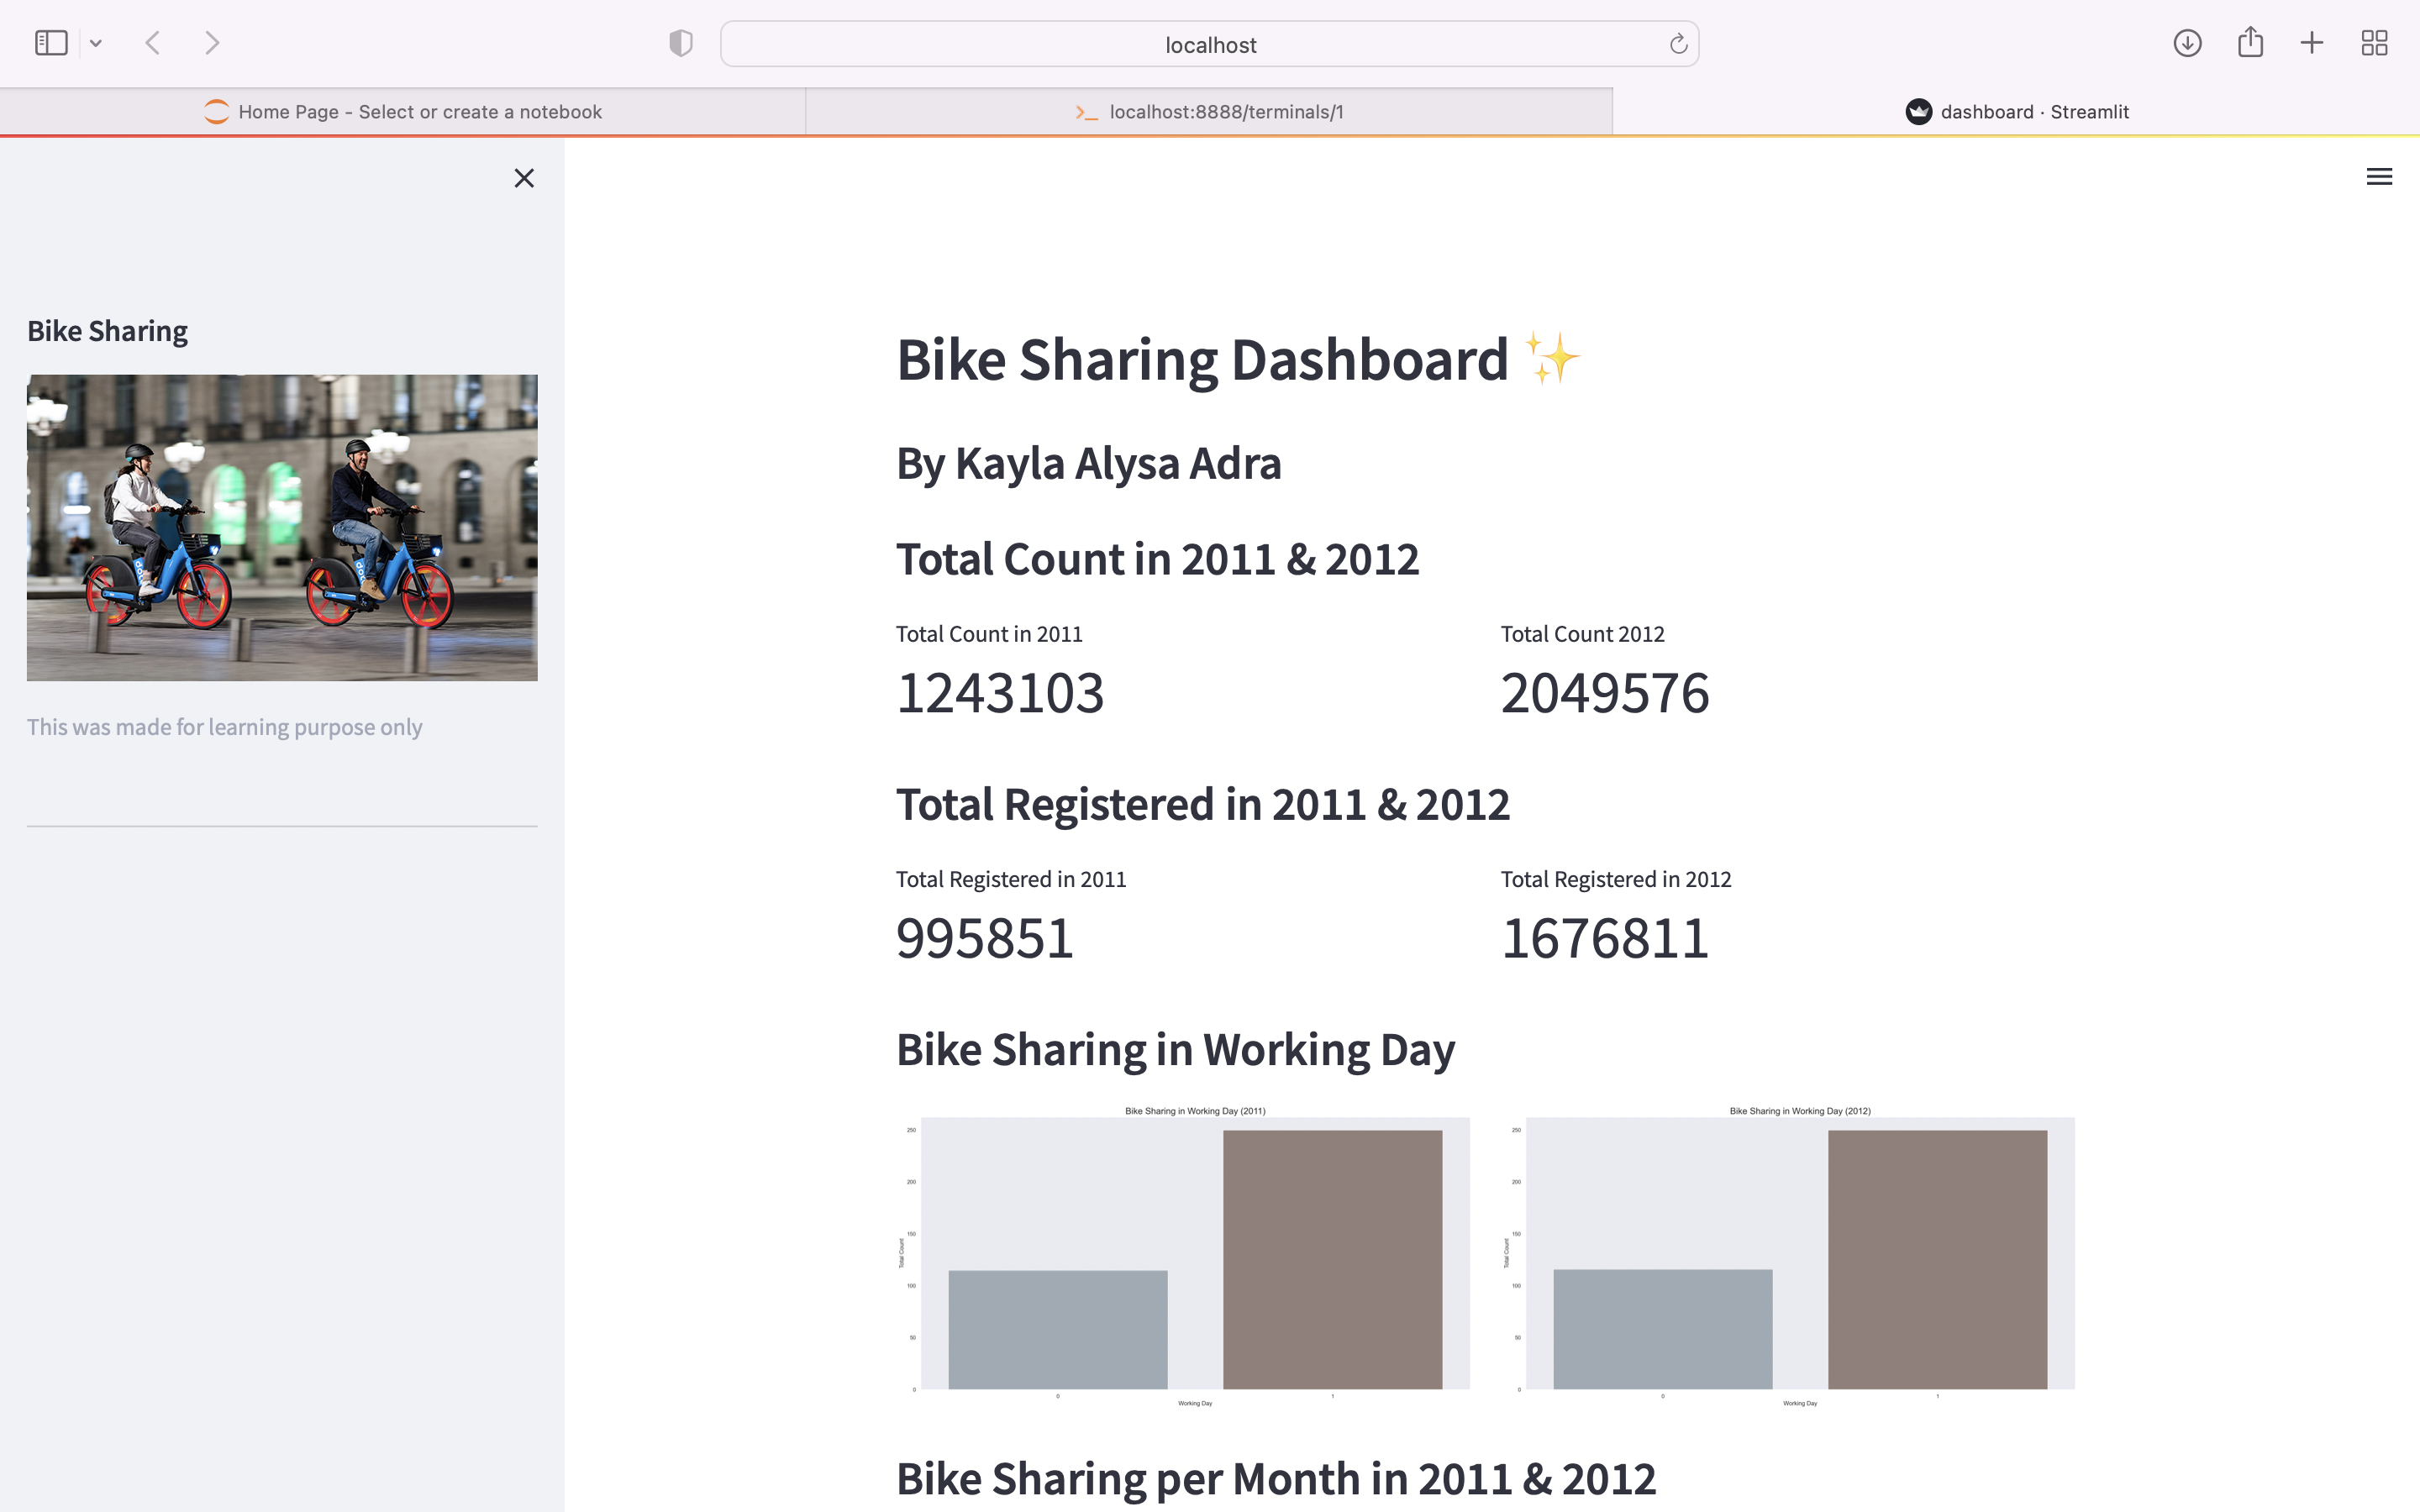 localhost
Home Page - Select or create a notebook
localhost:8888/terminals/1
dashboard · Streamlit
Bike Sharing
This was made for learning purpose only
Bike Sharing Dashboard ✨
By Kayla Alysa Adra
Total Count in 2011 & 2012
Total Count in 2011
Total Count 2012
1243103
2049576
Total Registered in 2011 & 2012
Total Registered in 2011
Total Registered in 2012
995851
1676811
Bike Sharing in Working Day
Bike Sharing in Working Day (2011)
250
200
150
100
50
0
Total Count
0
1
Working Day
Bike Sharing in Working Day (2012)
250
200
150
100
50
0
Total Count
0
1
Working Day
Bike Sharing per Month in 2011 & 2012